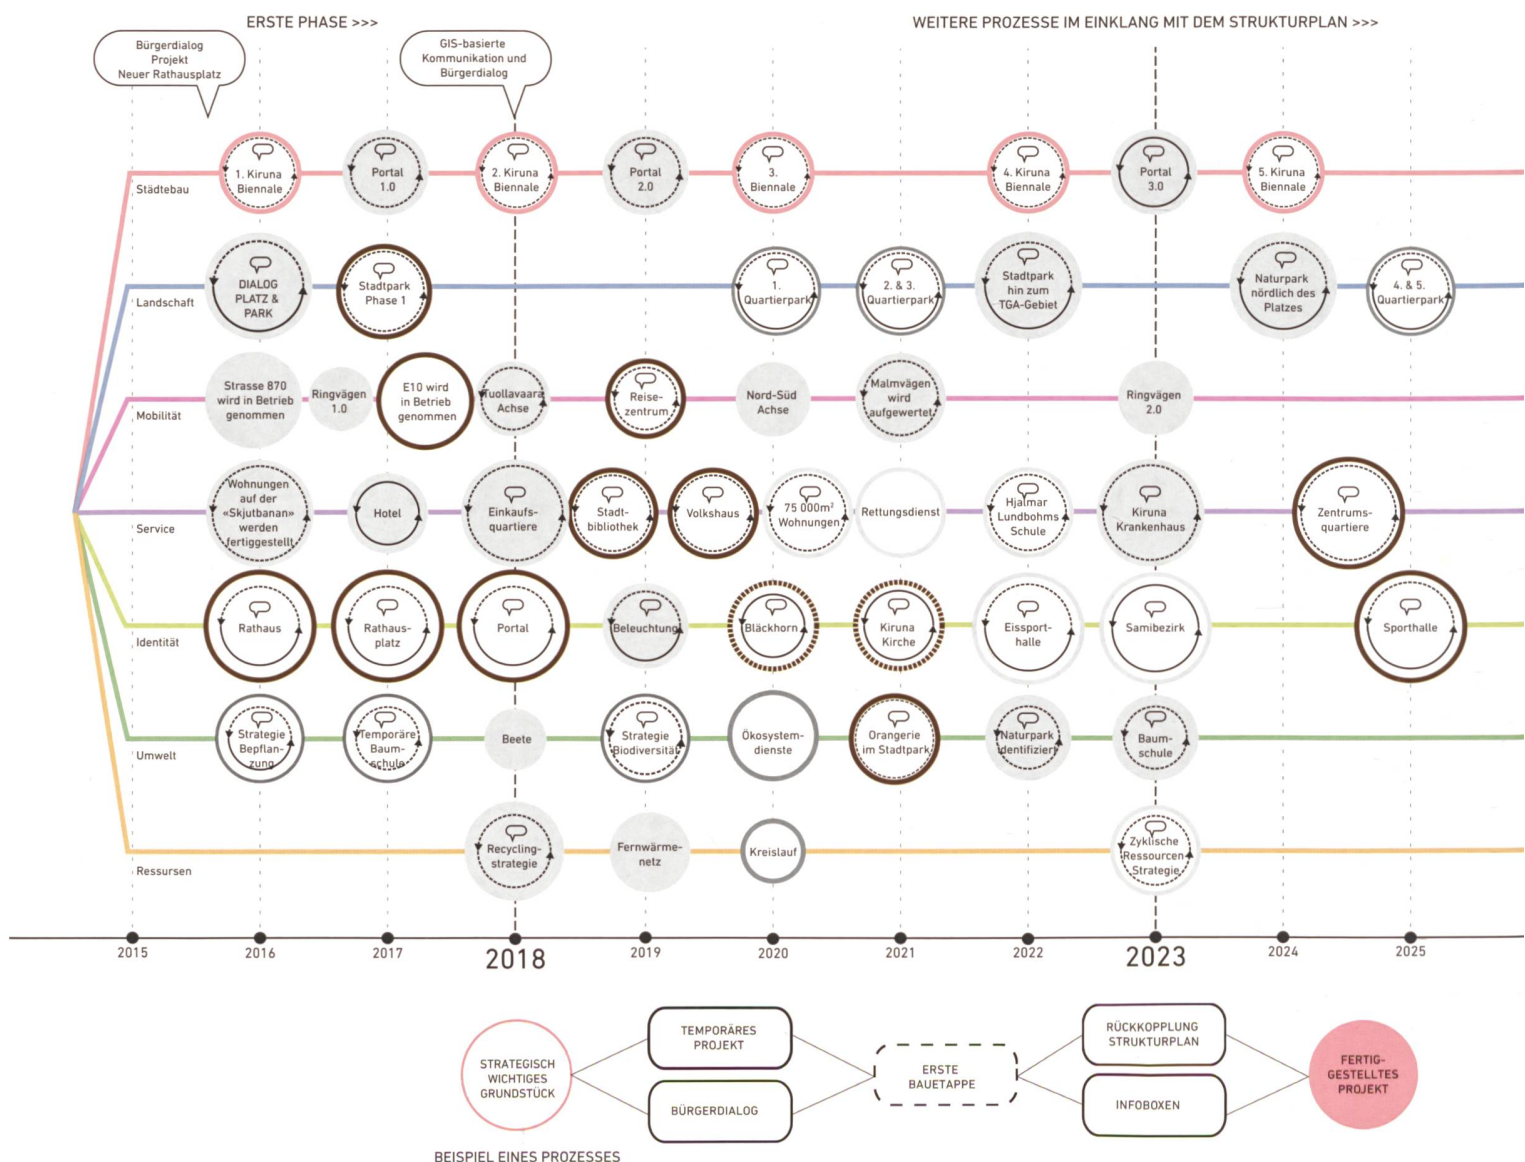 ERSTE PHASE >>>
WEITERE PROZESSE IM EINKLANG MIT DEM STRUKTURPLAN >>>
Bürgerdialog
Projekt
Neuer Rathausplatz
GIS-basierte
Kommunikation und
Bürgerdialog
Städtebau
1. Kiruna
Biennale
Portal
1.0
2. Kiruna
Biennale
Portal
2.0
3.
Biennale
4. Kiruna
Biennale
Portal
3.0
5. Kiruna
Biennale
Landschaft
DIALOG
PLATZ &
PARK
Stadtpark
Phase 1
1.
Quartierpark
2. & 3.
Quartierpark
Stadtpark
hin zum
TGA-Gebiet
Naturpark
nördlich des
Platzes
4. & 5.
Quartierpark
Mobilität
Strasse 870
wird in Betrieb
genommen
Ringvägen
1.0
E10 wird
in Betrieb
genommen
Tuollavaara
Achse
Reise-
zentrum
Nord-Süd
Achse
Malmvägen
wird
aufgewertet
Ringvägen
2.0
Service
Wohnungen
auf der
«Skjutbanan»
werden
fertiggestellt
Hotel
Einkaufs-
quartiere
Stadt-
bibliothek
Volkshaus
75 000m²
Wohnungen
Rettungsdienst
Hjalmar
Lundbohms
Schule
Kiruna
Krankenhaus
Zentrums-
quartiere
Identität
Rathaus
Rathaus-
platz
Portal
Beleuchtung
Bläckhorn
Kiruna
Kirche
Eissport-
halle
Samibezirk
Sporthalle
Umwelt
Strategie
Bepflan-
zung
Temporäre
Baum-
schule
Beete
Strategie
Biodiversität
Ökosystem-
dienste
Orangerie
im Stadtpark
Naturpark
identifiziert
Baum-
schule
Ressursen
Recycling-
strategie
Fernwärme-
netz
Kreislauf
Zyklische
Ressourcen
Strategie
2015
2016
2017
2018
2019
2020
2021
2022
2023
2024
2025
STRATEGISCH
WICHTIGES
GRUNDSTÜCK
TEMPORÄRES
PROJEKT
BÜRGERDIALOG
ERSTE
BAUETAPPE
RÜCKKOPPLUNG
STRUKTURPLAN
INFOBOXEN
FERTIG-
GESTELLTES
PROJEKT
BEISPIEL EINES PROZESSES